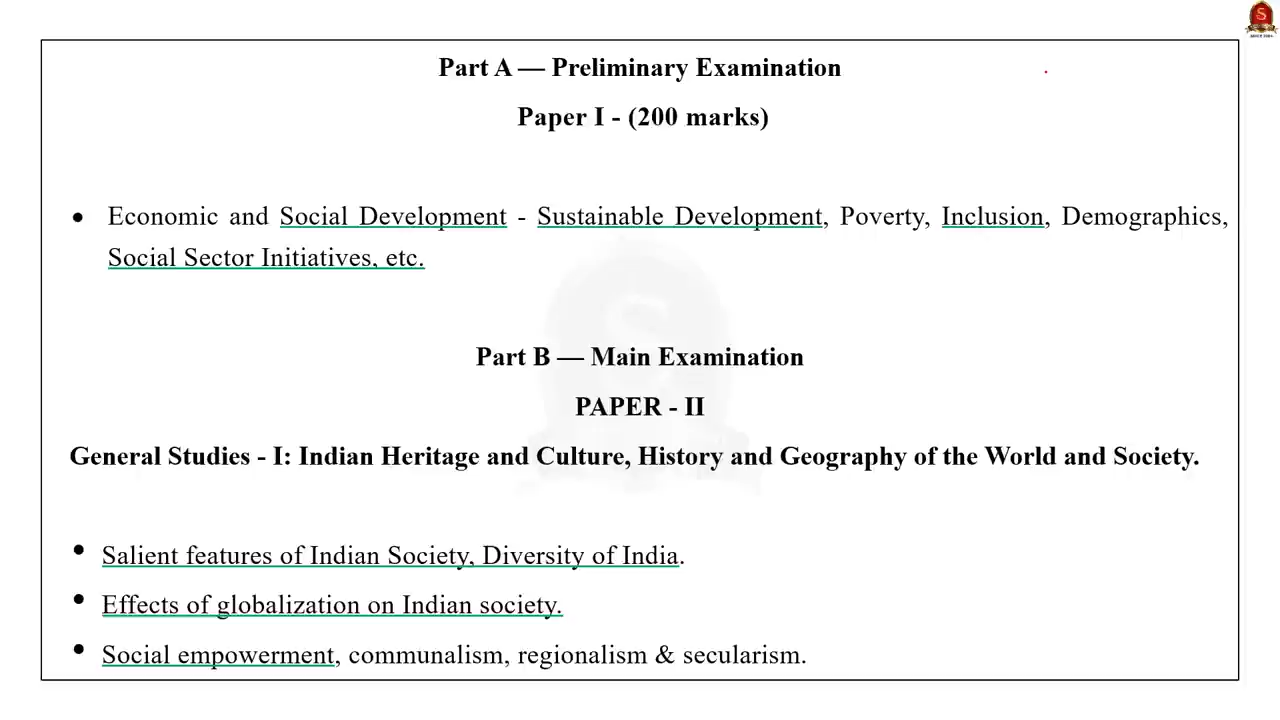 Part A — Preliminary Examination
Paper I - (200 marks)
• Economic and Social Development - Sustainable Development, Poverty, Inclusion, Demographics,
Social Sector Initiatives, etc.
Part B — Main Examination
PAPER - II
General Studies - I: Indian Heritage and Culture, History and Geography of the World and Society.
• Salient features of Indian Society, Diversity of India.
• Effects of globalization on Indian society.
• Social empowerment, communalism, regionalism & secularism.